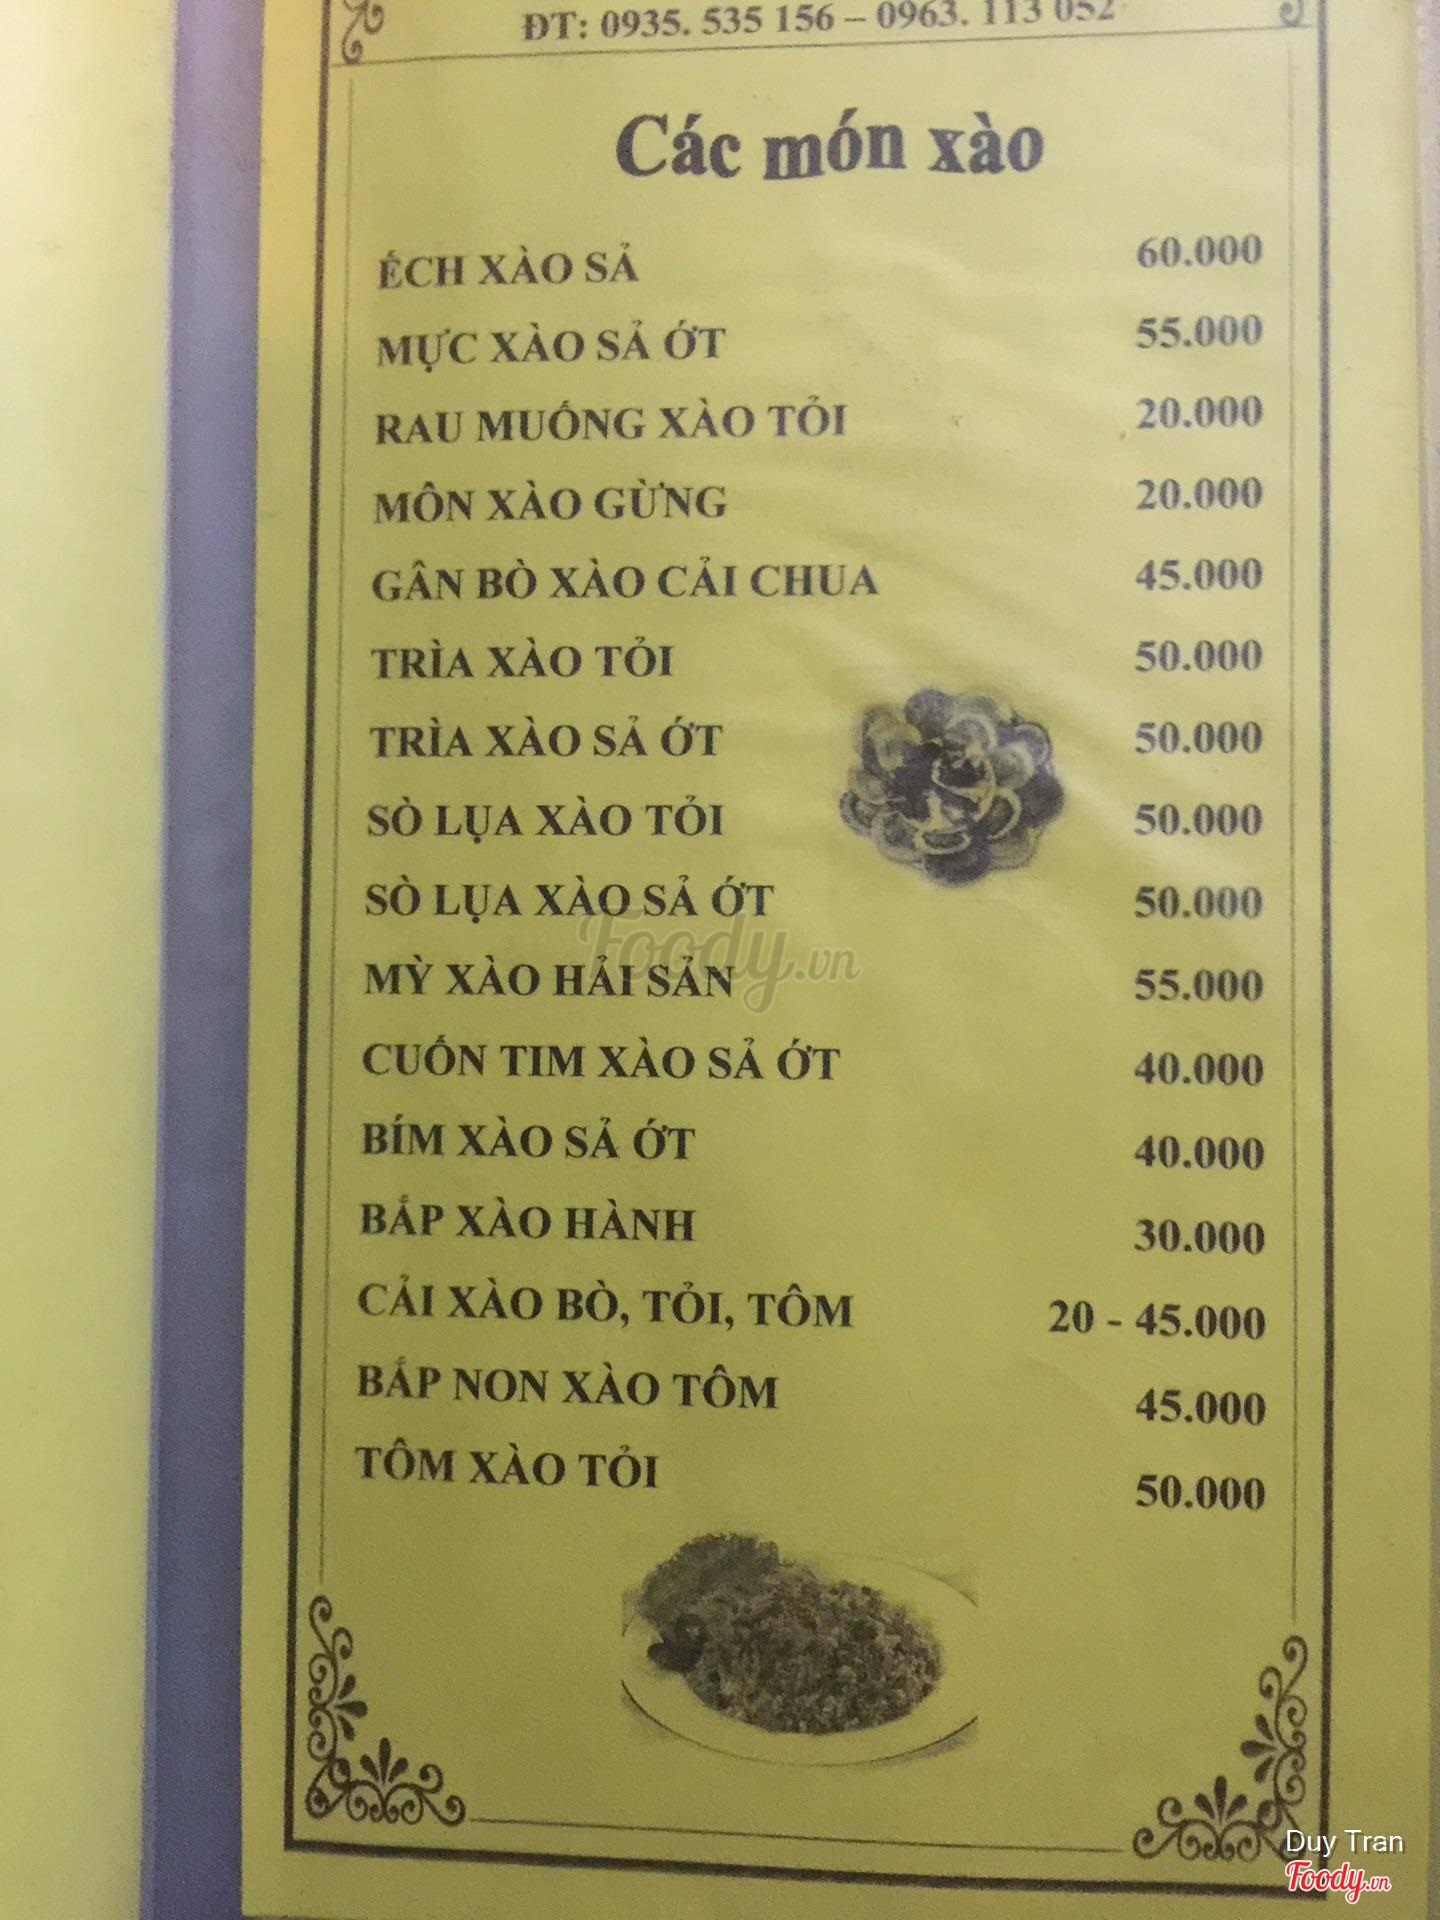 ĐT: 0935. 535 156 – 0963. 113 052
Các món xào
ẾCH XÀO SẢ 60.000
MỰC XÀO SẢ ỚT 55.000
RAU MUỐNG XÀO TỎI 20.000
MÔN XÀO GỪNG 20.000
GÂN BÒ XÀO CẢI CHUA 45.000
TRÌA XÀO TỎI 50.000
TRÌA XÀO SẢ ỚT 50.000
SÒ LỤA XÀO TỎI 50.000
SÒ LỤA XÀO SẢ ỚT 50.000
Foody.vn
MỲ XÀO HẢI SẢN 55.000
CUỐN TIM XÀO SẢ ỚT 40.000
BÍM XÀO SẢ ỚT 40.000
BẮP XÀO HÀNH 30.000
CẢI XÀO BÒ, TỎI, TÔM 20 - 45.000
BẮP NON XÀO TÔM 45.000
TÔM XÀO TỎI 50.000
Duy Tran
Foody.vn